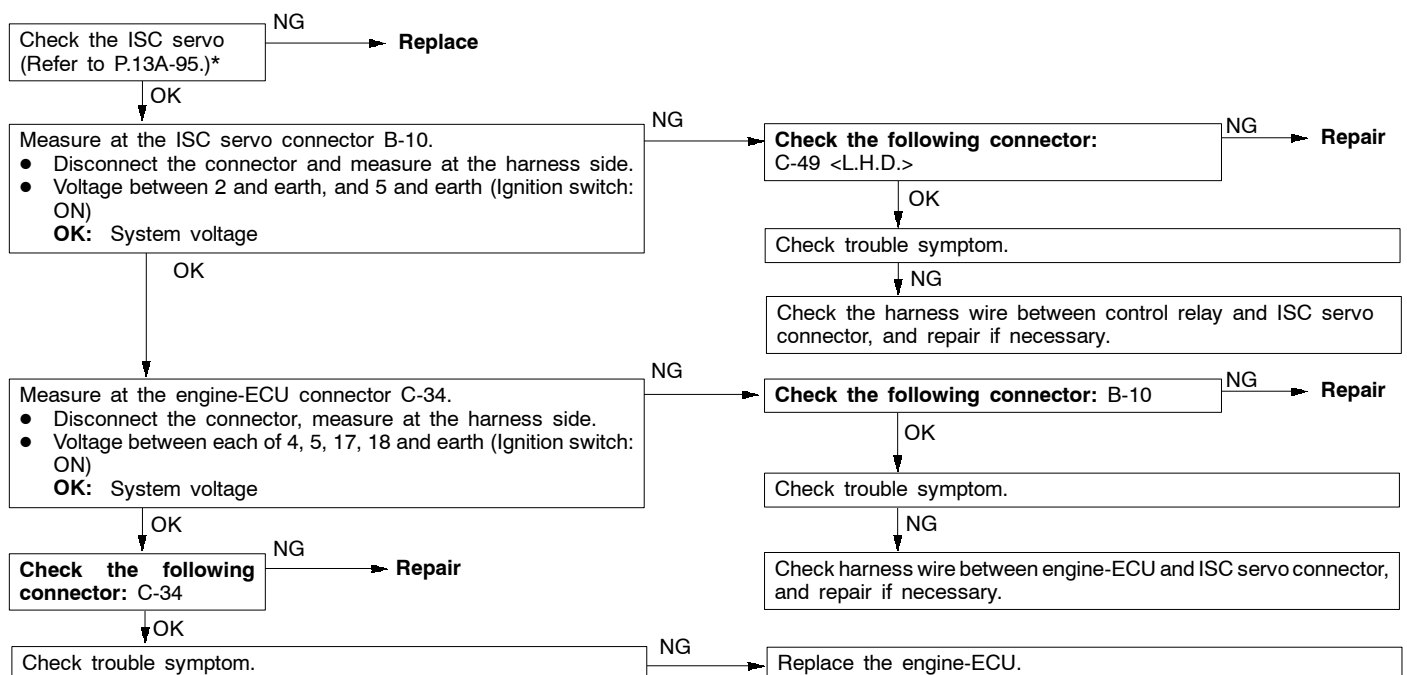 Check the ISC servo
(Refer to P.13A-95.)*
NG
Replace
OK
Measure at the ISC servo connector B-10.
● Disconnect the connector and measure at the harness side.
● Voltage between 2 and earth, and 5 and earth (Ignition switch:
ON)
OK: System voltage
NG
Check the following connector:
C-49 <L.H.D.>
NG
Repair
OK
Check trouble symptom.
NG
Check the harness wire between control relay and ISC servo
connector, and repair if necessary.
OK
Measure at the engine-ECU connector C-34.
● Disconnect the connector, measure at the harness side.
● Voltage between each of 4, 5, 17, 18 and earth (Ignition switch:
ON)
OK: System voltage
NG
Check the following connector: B-10
NG
Repair
OK
Check trouble symptom.
NG
Check harness wire between engine-ECU and ISC servo connector,
and repair if necessary.
OK
Check the following
connector: C-34
NG
Repair
OK
Check trouble symptom.
NG
Replace the engine-ECU.